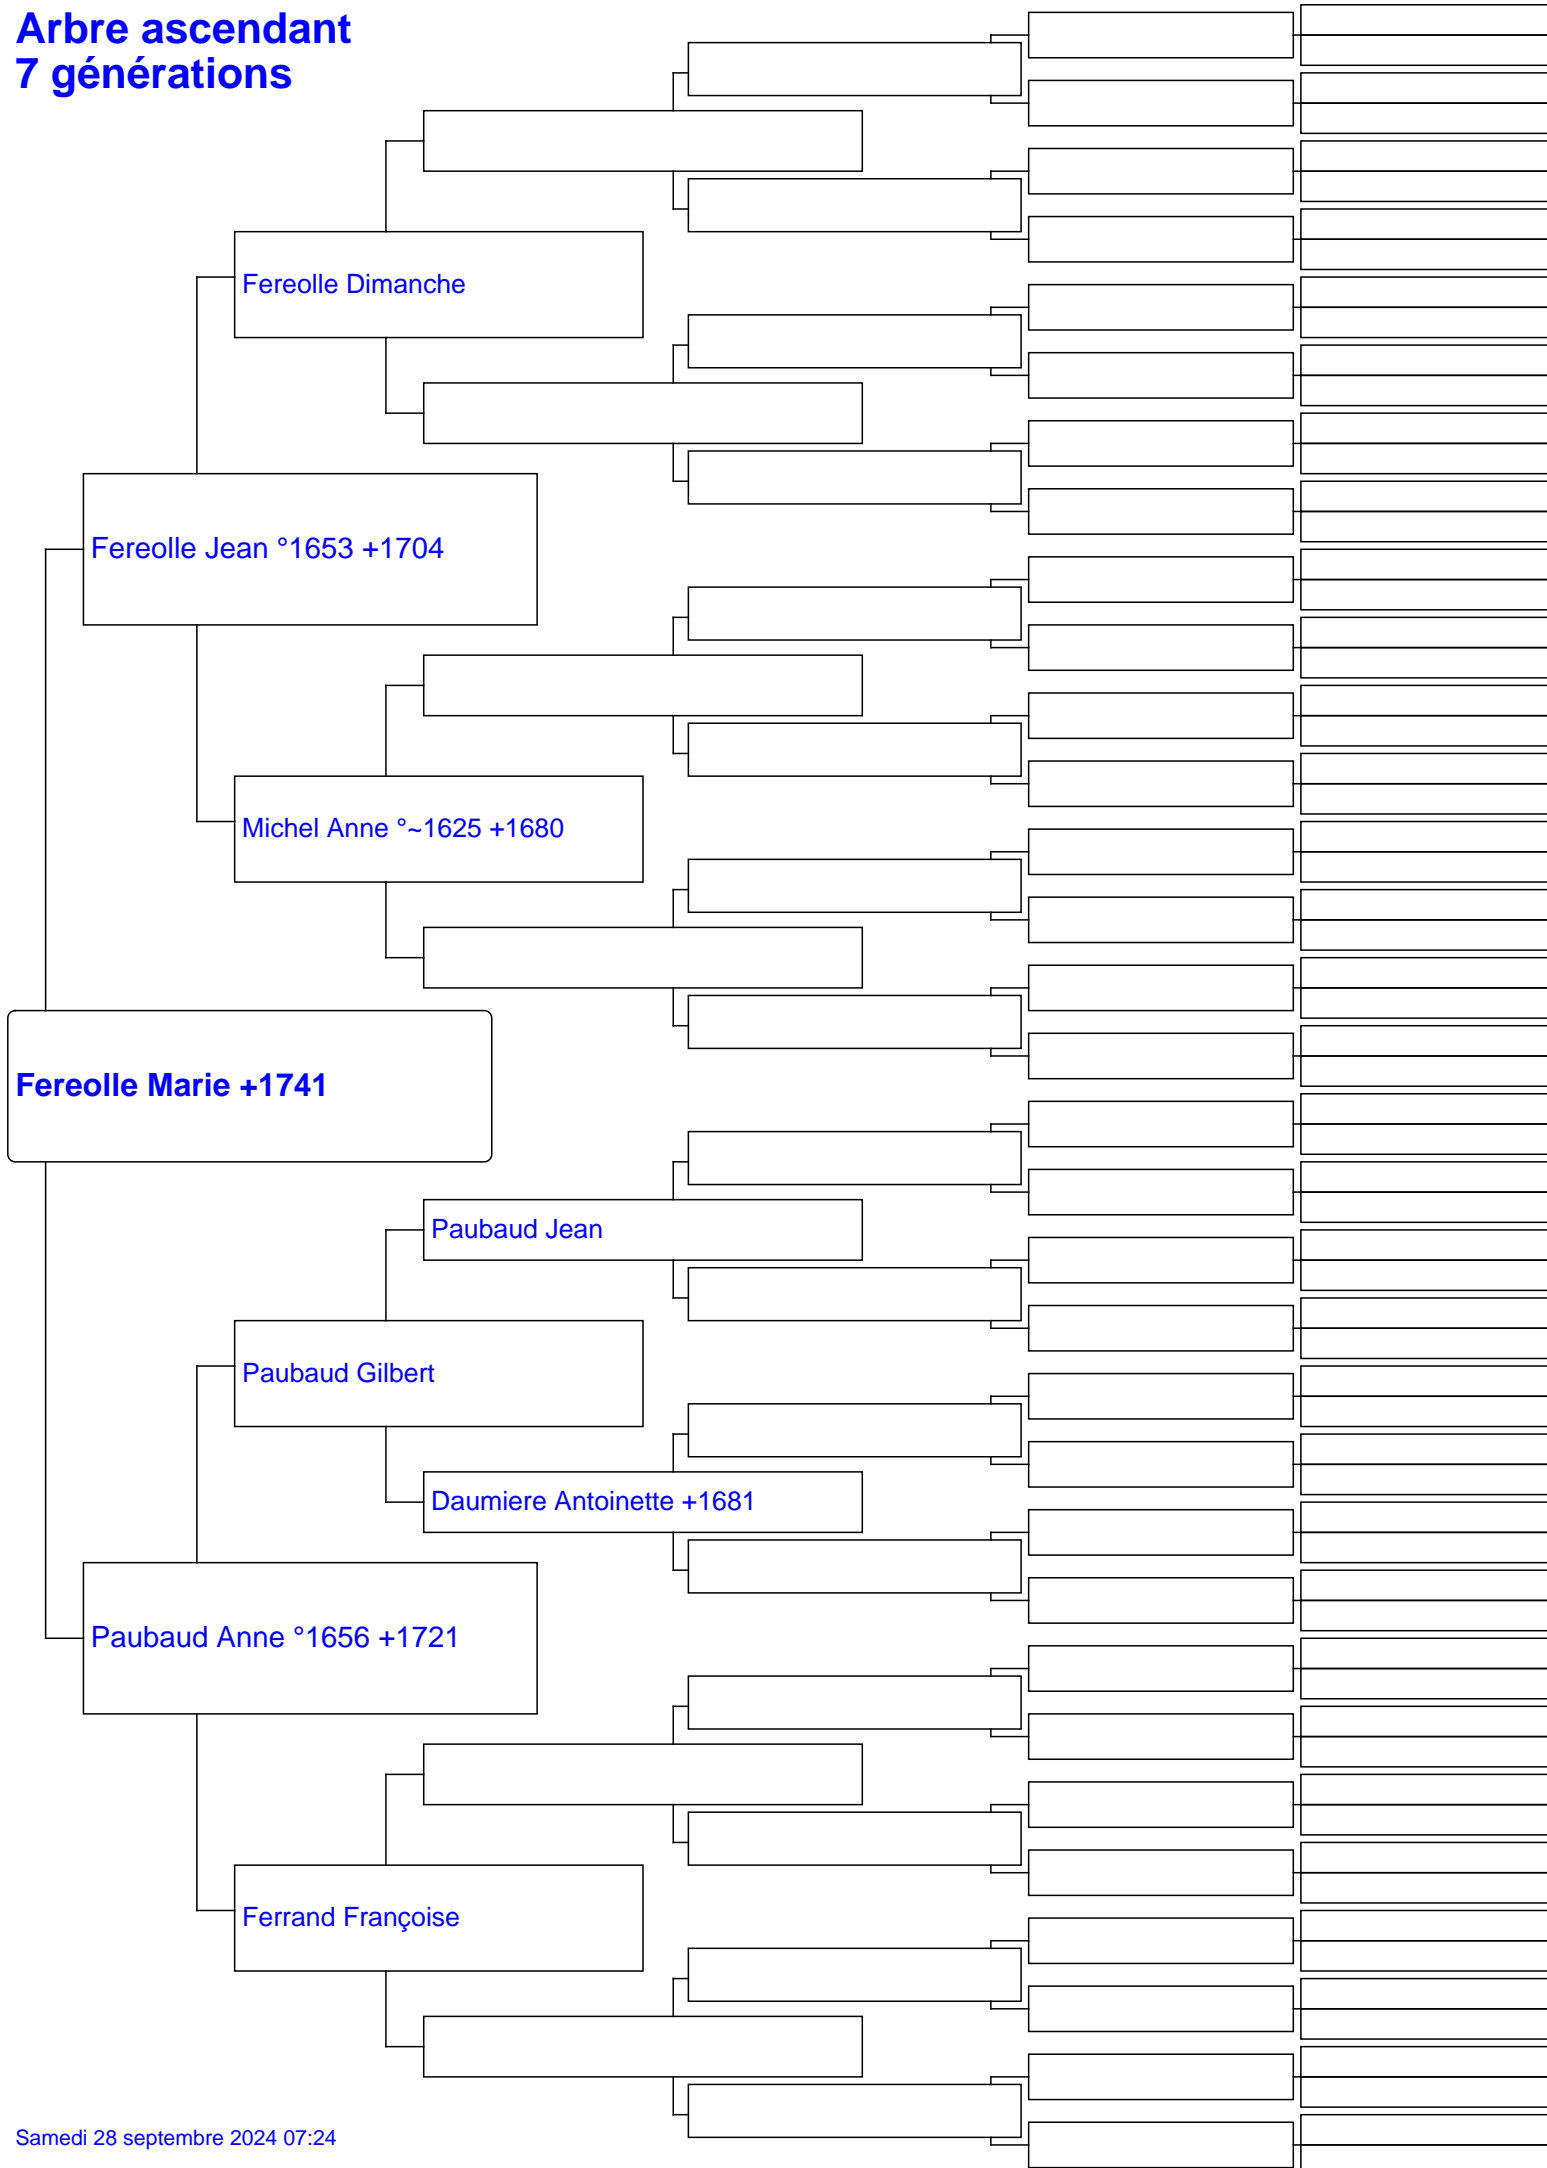 Arbre ascendant
7 générations
Fereolle Dimanche
Fereolle Jean °1653 +1704
Michel Anne °~1625 +1680
Fereolle Marie +1741
Paubaud Jean
Paubaud Gilbert
Daumiere Antoinette +1681
Paubaud Anne °1656 +1721
Ferrand Françoise
Samedi 28 septembre 2024 07:24